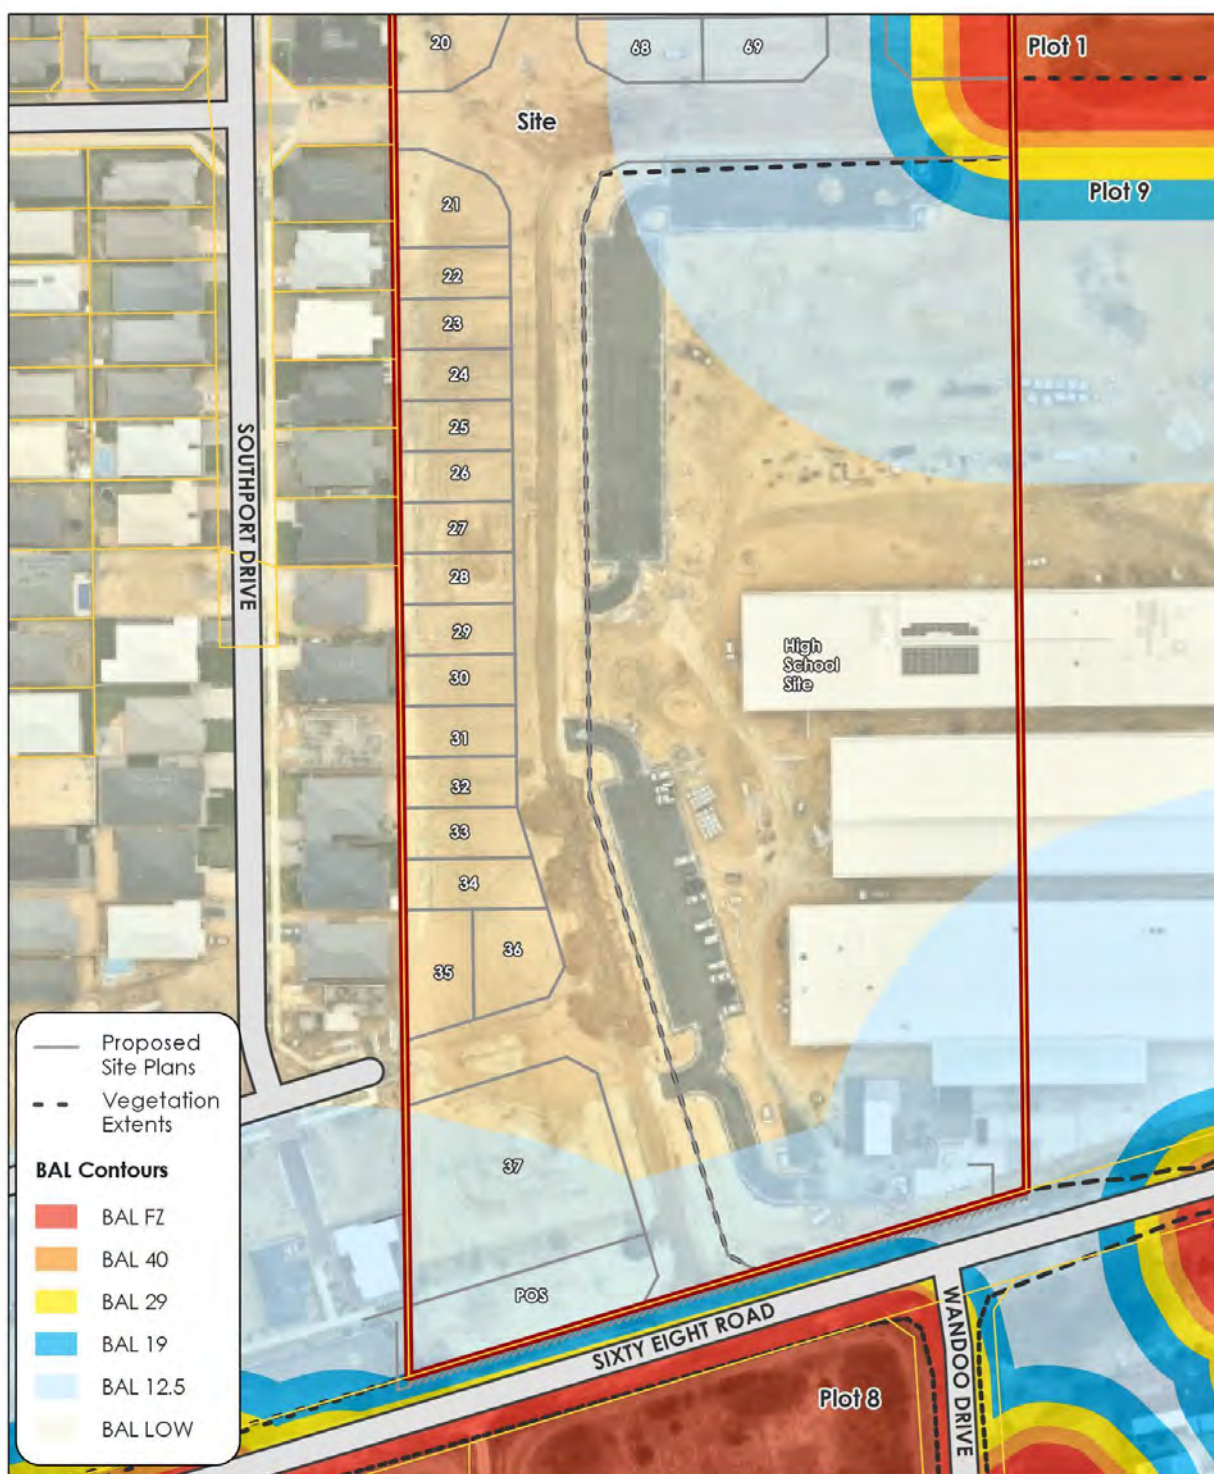 20
68
69
Plot 1
Site
Plot 9
21
22
23
24
25
26
27
28
29
30
31
32
33
34
35
36
37
POS
SOUTHPORT DRIVE
High
School
Site
SIXTY EIGHT ROAD
WANDOO DRIVE
Plot 8
Proposed
Site Plans
Vegetation
Extents
BAL Contours
BAL FZ
BAL 40
BAL 29
BAL 19
BAL 12.5
BAL LOW